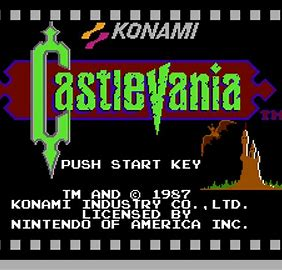 KONAMI
Castlevania
TM
PUSH START KEY
TM AND © 1987
KONAMI INDUSTRY CO.,LTD.
LICENSED BY
NINTENDO OF AMERICA INC.